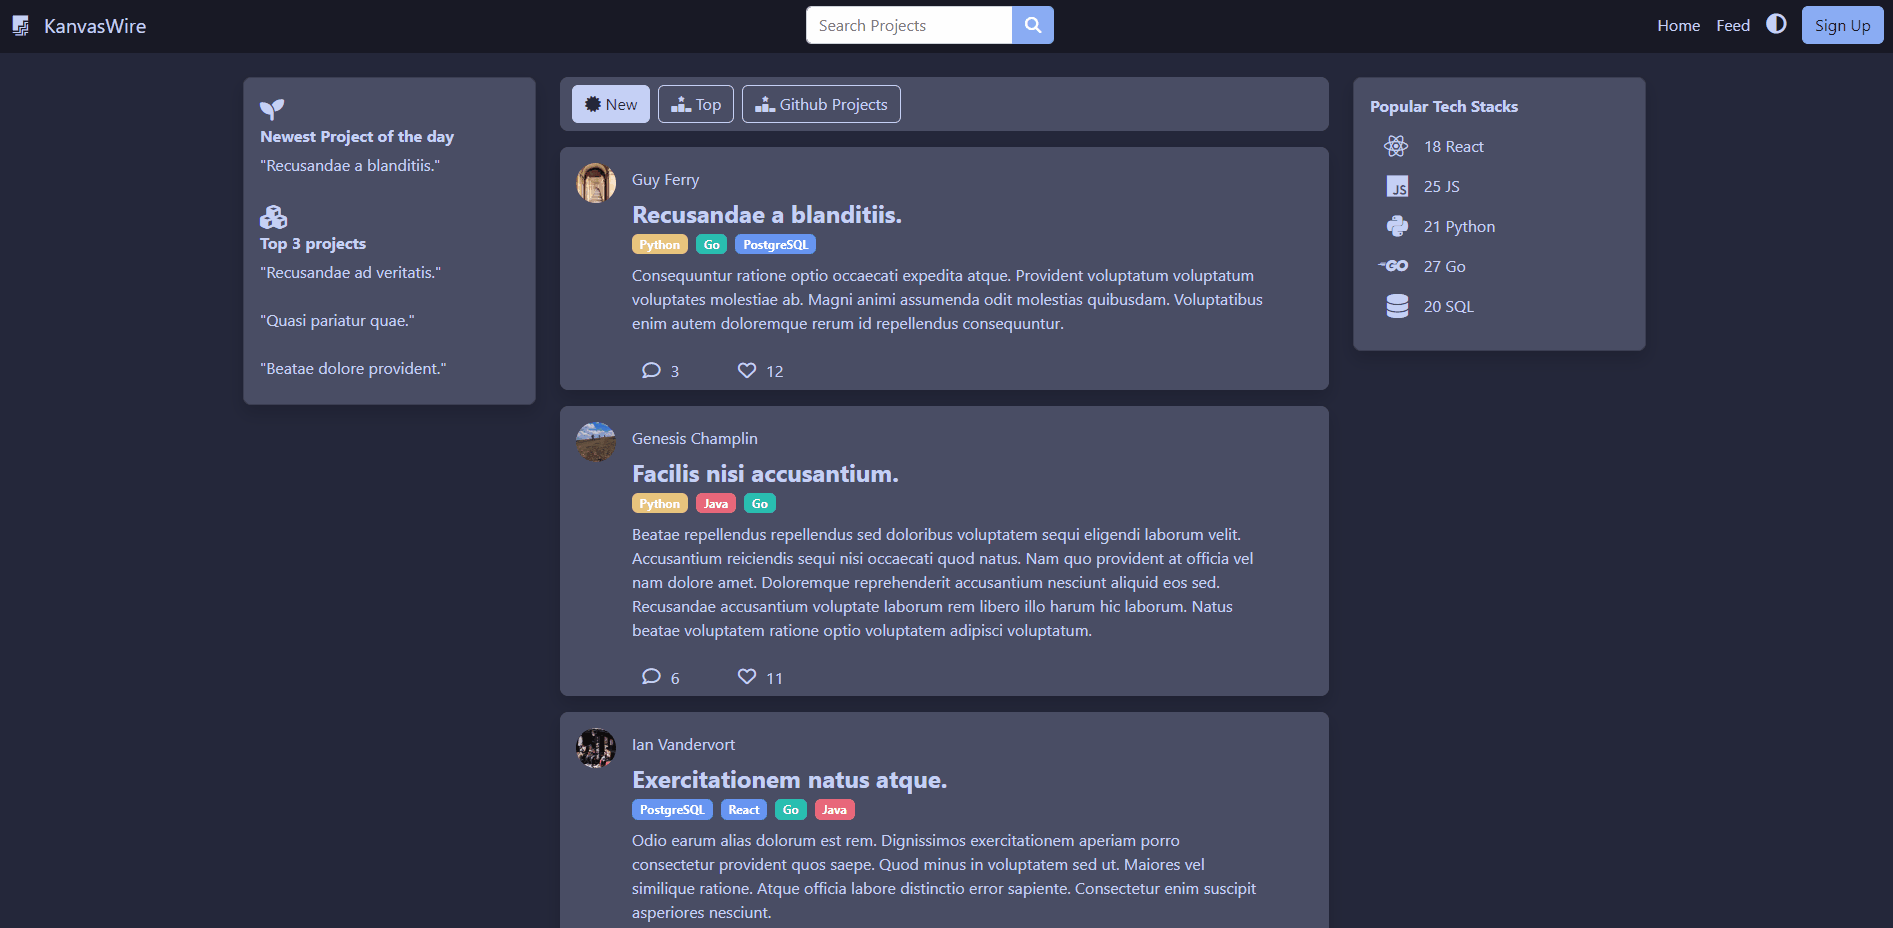 KanvasWire
Search Projects
Home
Feed
Sign Up
Newest Project of the day
"Recusandae a blanditiis."
Top 3 projects
"Recusandae ad veritatis."
"Quasi pariatur quae."
"Beatae dolore provident."
New
Top
Github Projects
Guy Ferry
Recusandae a blanditiis.
Python Go PostgreSQL
Consequuntur ratione optio occaecati expedita atque. Provident voluptatum voluptatum
voluptates molestiae ab. Magni animi assumenda odit molestias quibusdam. Voluptatibus
enim autem doloremque rerum id repellendus consequuntur.
3 12
Genesis Champlin
Facilis nisi accusantium.
Python Java Go
Beatae repellendus repellendus sed doloribus voluptatem sequi eligendi laborum velit.
Accusantium reiciendis sequi nisi occaecati quod natus. Nam quo provident at officia vel
nam dolore amet. Doloremque reprehenderit accusantium nesciunt aliquid eos sed.
Recusandae accusantium voluptate laborum rem libero illo harum hic laborum. Natus
beatae voluptatem ratione optio voluptatem adipisci voluptatum.
6 11
Ian Vandervort
Exercitationem natus atque.
PostgreSQL React Go Java
Odio earum alias dolorum est rem. Dignissimos exercitationem aperiam porro
consectetur provident quos saepe. Quod minus in voluptatem sed ut. Maiores vel
similique ratione. Atque officia labore distinctio error sapiente. Consectetur enim suscipit
asperiores nesciunt.
Popular Tech Stacks
18 React
JS
25 JS
21 Python
GO
27 Go
20 SQL